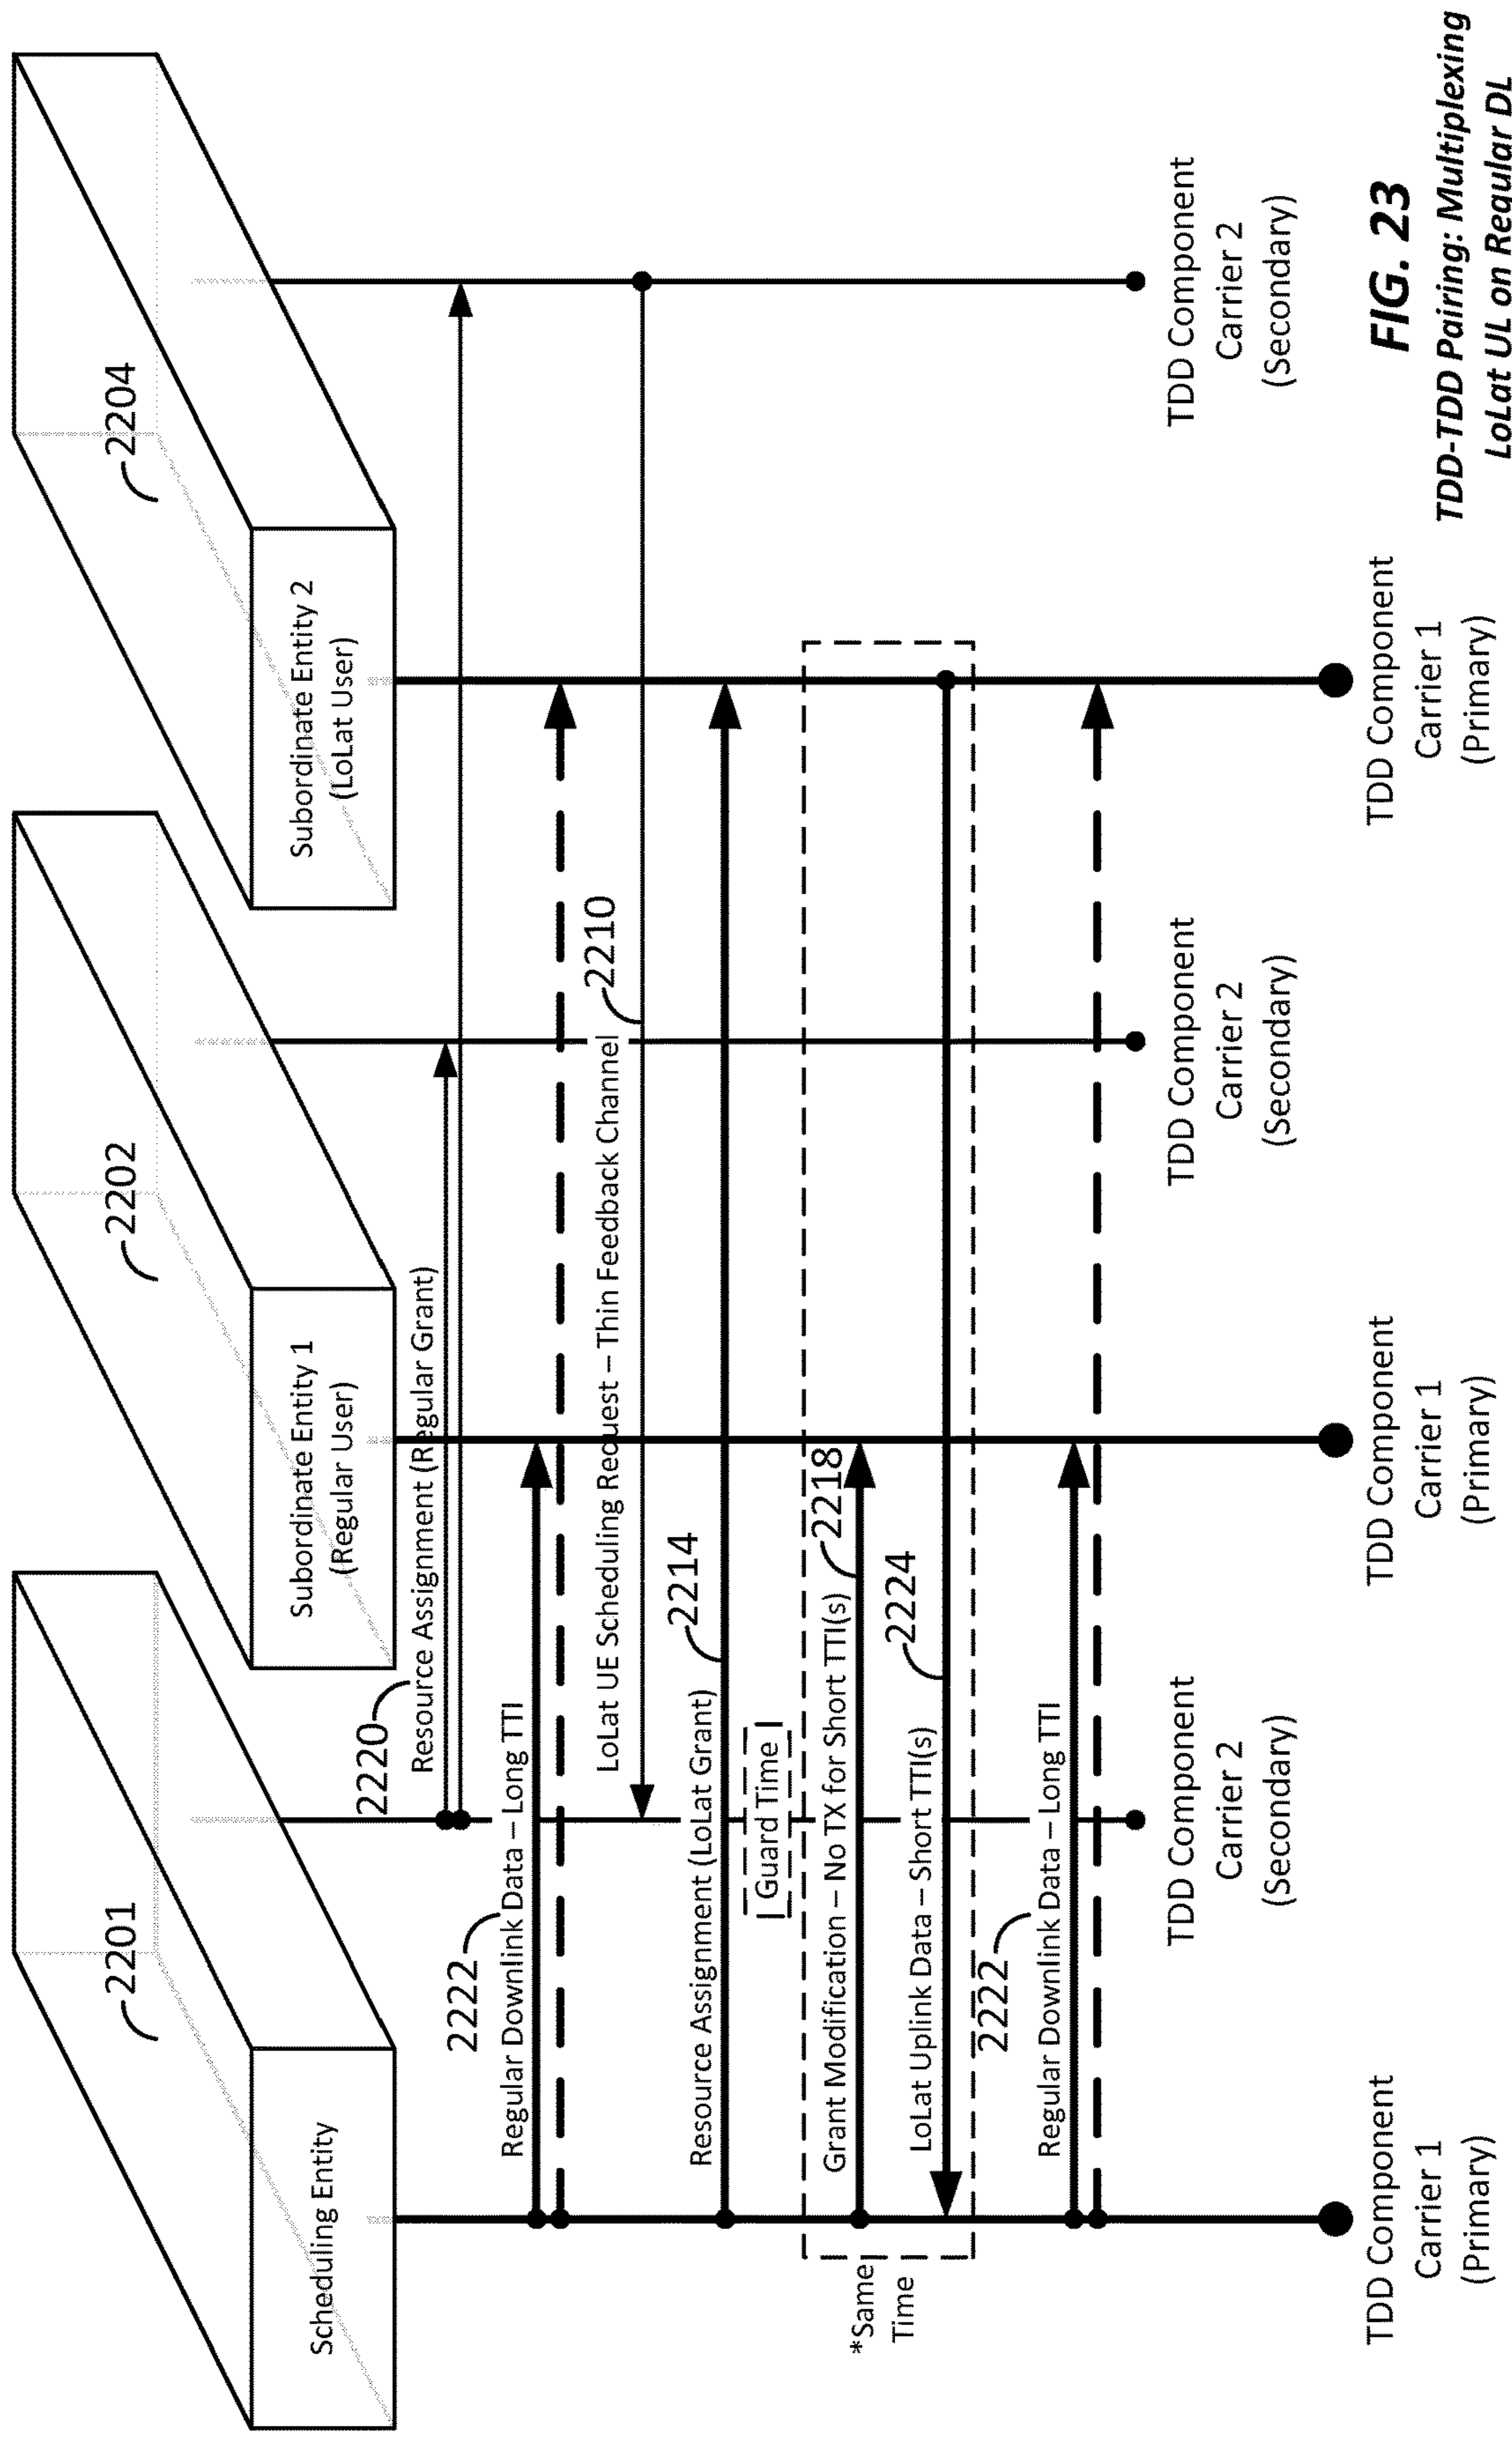 Scheduling Entity
2201
Subordinate Entity 1
(Regular User)
2202
Subordinate Entity 2
(LoLat User)
2204
2220
Resource Assignment (Regular Grant)
2222
Regular Downlink Data – Long TTI
LoLat UE Scheduling Request – Thin Feedback Channel
2210
Resource Assignment (LoLat Grant)
2214
Guard Time
*Same
Time
Grant Modification – No TX for Short TTI(s)
2218
LoLat Uplink Data – Short TTI(s)
2224
2222
Regular Downlink Data – Long TTI
TDD Component
Carrier 1
(Primary)
TDD Component
Carrier 2
(Secondary)
TDD Component
Carrier 1
(Primary)
TDD Component
Carrier 2
(Secondary)
TDD Component
Carrier 1
(Primary)
TDD Component
Carrier 2
(Secondary)
FIG. 23
TDD-TDD Pairing: Multiplexing
LoLat UL on Regular DL